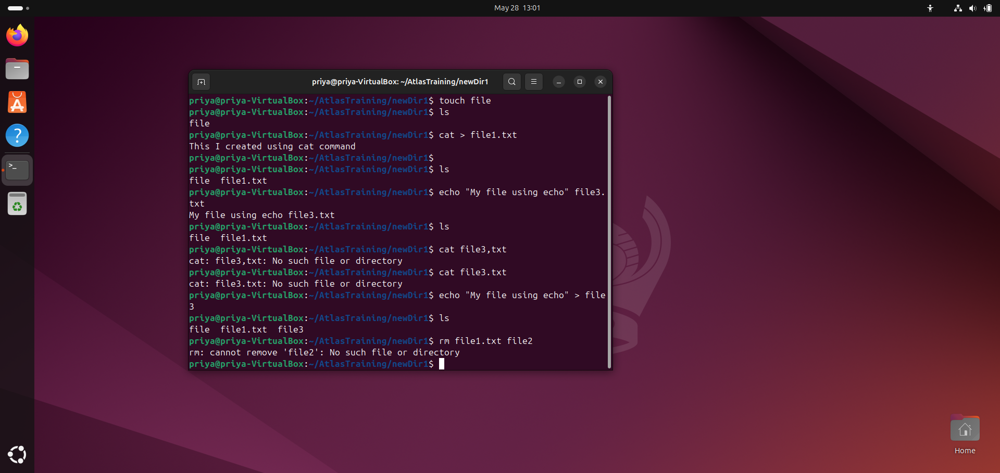 May 28 13:01
priya@priya-VirtualBox: ~/AtlasTraining/newDir1
priya@priya-VirtualBox:~/AtlasTraining/newDir1$ touch file
priya@priya-VirtualBox:~/AtlasTraining/newDir1$ ls
file
priya@priya-VirtualBox:~/AtlasTraining/newDir1$ cat > file1.txt
This I created using cat command
priya@priya-VirtualBox:~/AtlasTraining/newDir1$
priya@priya-VirtualBox:~/AtlasTraining/newDir1$ ls
file  file1.txt
priya@priya-VirtualBox:~/AtlasTraining/newDir1$ echo "My file using echo" file3.
txt
My file using echo file3.txt
priya@priya-VirtualBox:~/AtlasTraining/newDir1$ ls
file  file1.txt
priya@priya-VirtualBox:~/AtlasTraining/newDir1$ cat file3,txt
cat: file3,txt: No such file or directory
priya@priya-VirtualBox:~/AtlasTraining/newDir1$ cat file3.txt
cat: file3.txt: No such file or directory
priya@priya-VirtualBox:~/AtlasTraining/newDir1$ echo "My file using echo" > file
3
priya@priya-VirtualBox:~/AtlasTraining/newDir1$ ls
file  file1.txt  file3
priya@priya-VirtualBox:~/AtlasTraining/newDir1$ rm file1.txt file2
rm: cannot remove 'file2': No such file or directory
priya@priya-VirtualBox:~/AtlasTraining/newDir1$
Home